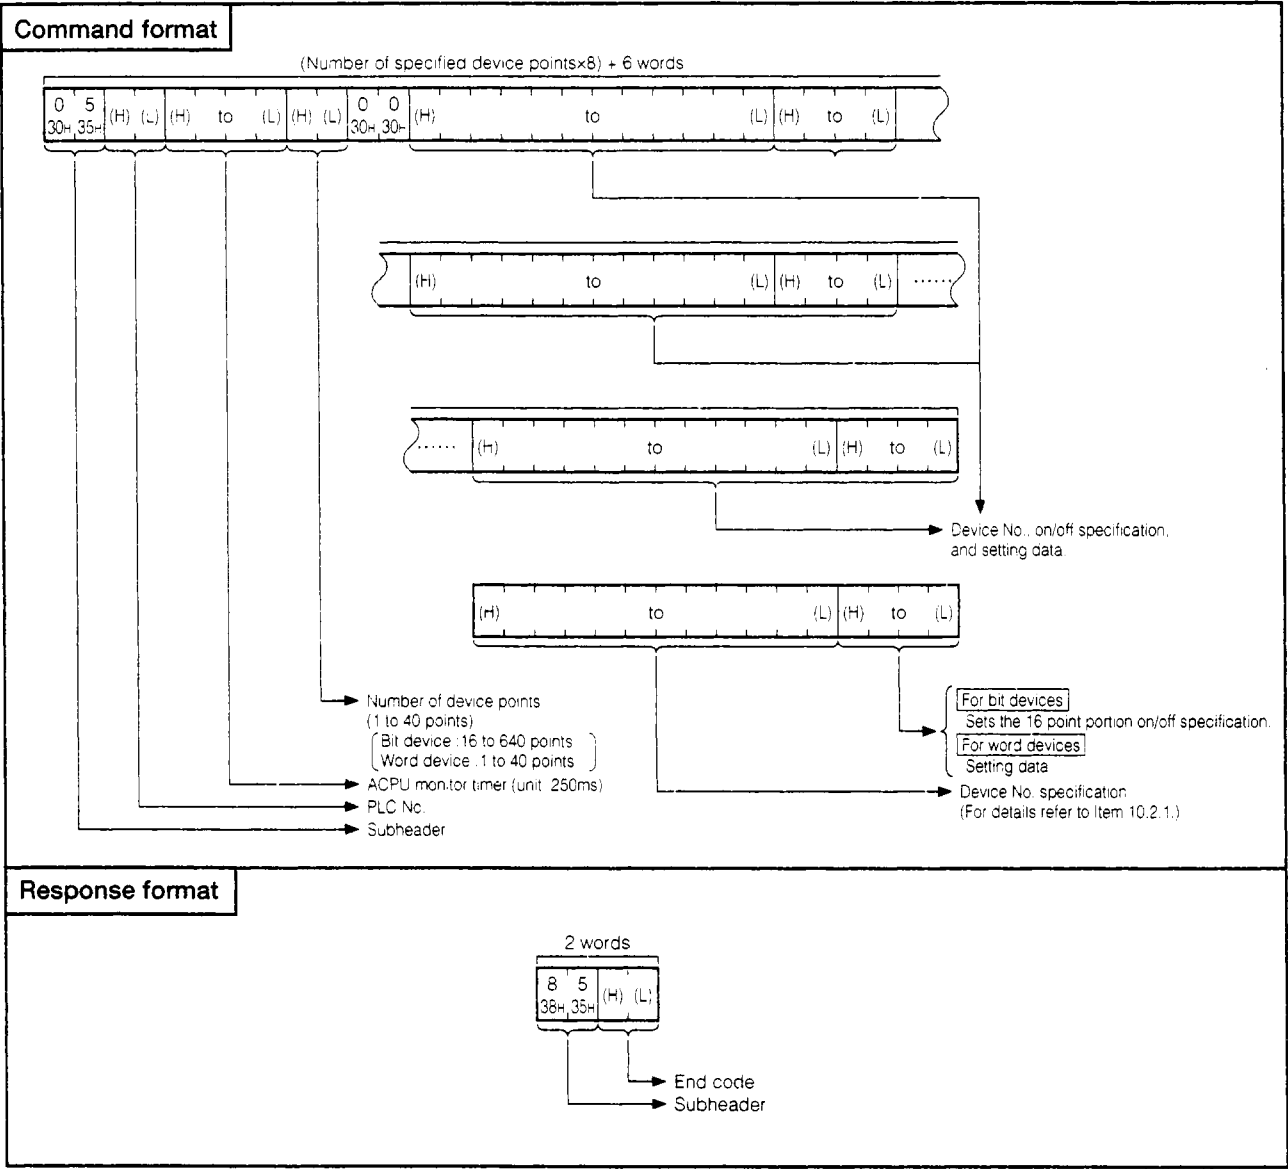 Command format
(Number of specified device points×8) + 6 words
0 5 (H) (L) (H) to (L) (H) (L) 0 0 (H) to (L) (H) to (L)
30H 35H 30H 30H
(H) to (L) (H) to (L) ······
······ (H) to (L) (H) to (L)
Device No., on/off specification,
and setting data.
(H) to (L) (H) to (L)
Number of device points
(1 to 40 points)
Bit device : 16 to 640 points
Word device : 1 to 40 points
ACPU monitor timer (unit 250ms)
PLC No.
Subheader
For bit devices
Sets the 16 point portion on/off specification.
For word devices
Setting data
Device No. specification
(For details refer to Item 10.2.1.)
Response format
2 words
8 5 (H) (L)
38H 35H
End code
Subheader